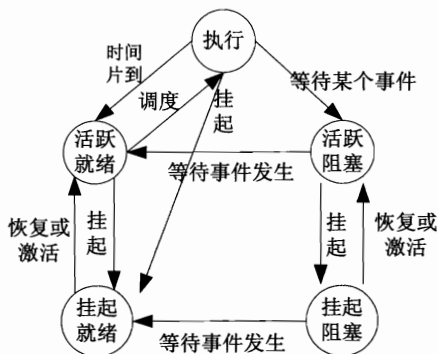 执行
时间
片到
调度
挂
起
等待某个事件
活跃
就绪
活跃
阻塞
等待事件发生
恢复或
激活
挂
起
挂
起
恢复或
激活
挂起
就绪
挂起
阻塞
等待事件发生